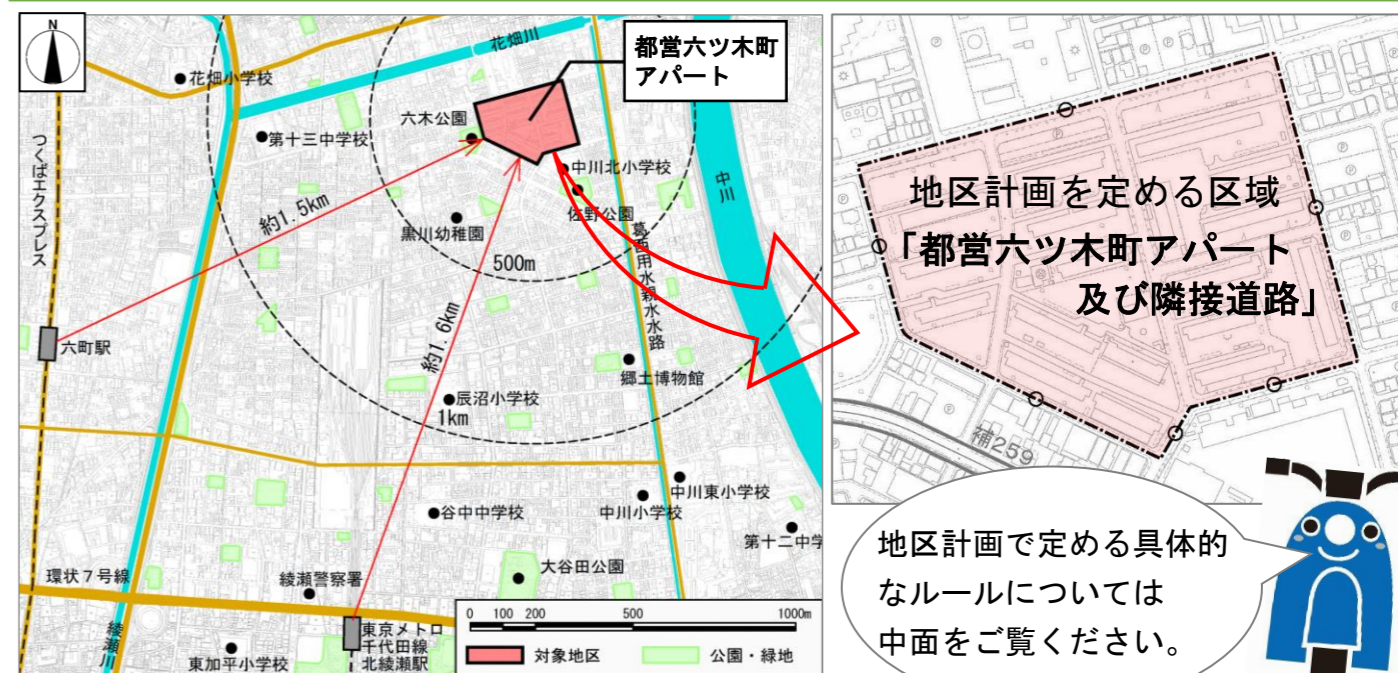 N
花畑川
都営六ツ木町
アパート
花畑小学校
六木公園
第十三中学校
つくばエクスプレス
中川北小学校
佐野公園
中川
約1.5km
黒川幼稚園
500m
葛西用水親水水路
約1.6km
六町駅
郷土博物館
辰沼小学校
1km
中川東小学校
谷中中学校
中川小学校
第十二中学
大谷田公園
環状7号線
綾瀬警察署
綾瀬川
東京メトロ
千代田線
北綾瀬駅
東加平小学校
0 100 200 500 1000m
対象地区
公園・緑地
地区計画を定める区域
「都営六ツ木町アパート
及び隣接道路」
補259
地区計画で定める具体的
なルールについては
中面をご覧ください。